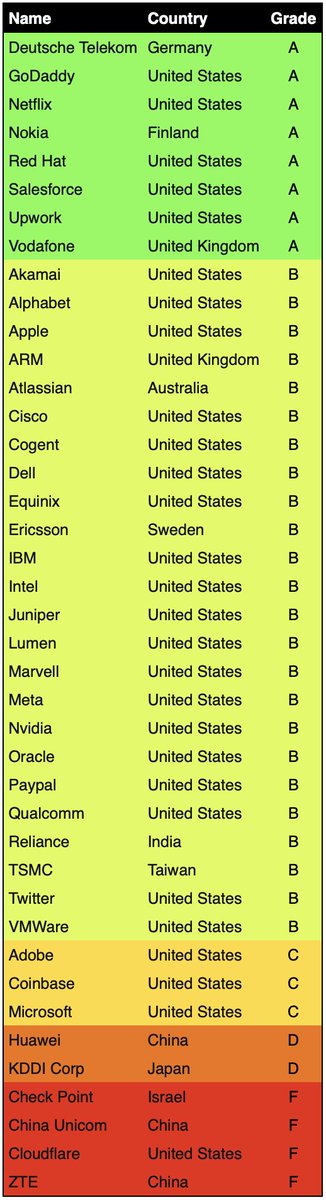 Name Country Grade
Deutsche Telekom Germany A
GoDaddy United States A
Netflix United States A
Nokia Finland A
Red Hat United States A
Salesforce United States A
Upwork United States A
Vodafone United Kingdom A
Akamai United States B
Alphabet United States B
Apple United States B
ARM United Kingdom B
Atlassian Australia B
Cisco United States B
Cogent United States B
Dell United States B
Equinix United States B
Ericsson Sweden B
IBM United States B
Intel United States B
Juniper United States B
Lumen United States B
Marvell United States B
Meta United States B
Nvidia United States B
Oracle United States B
Paypal United States B
Qualcomm United States B
Reliance India B
TSMC Taiwan B
Twitter United States B
VMWare United States B
Adobe United States C
Coinbase United States C
Microsoft United States C
Huawei China D
KDDI Corp Japan D
Check Point Israel F
China Unicom China F
Cloudflare United States F
ZTE China F